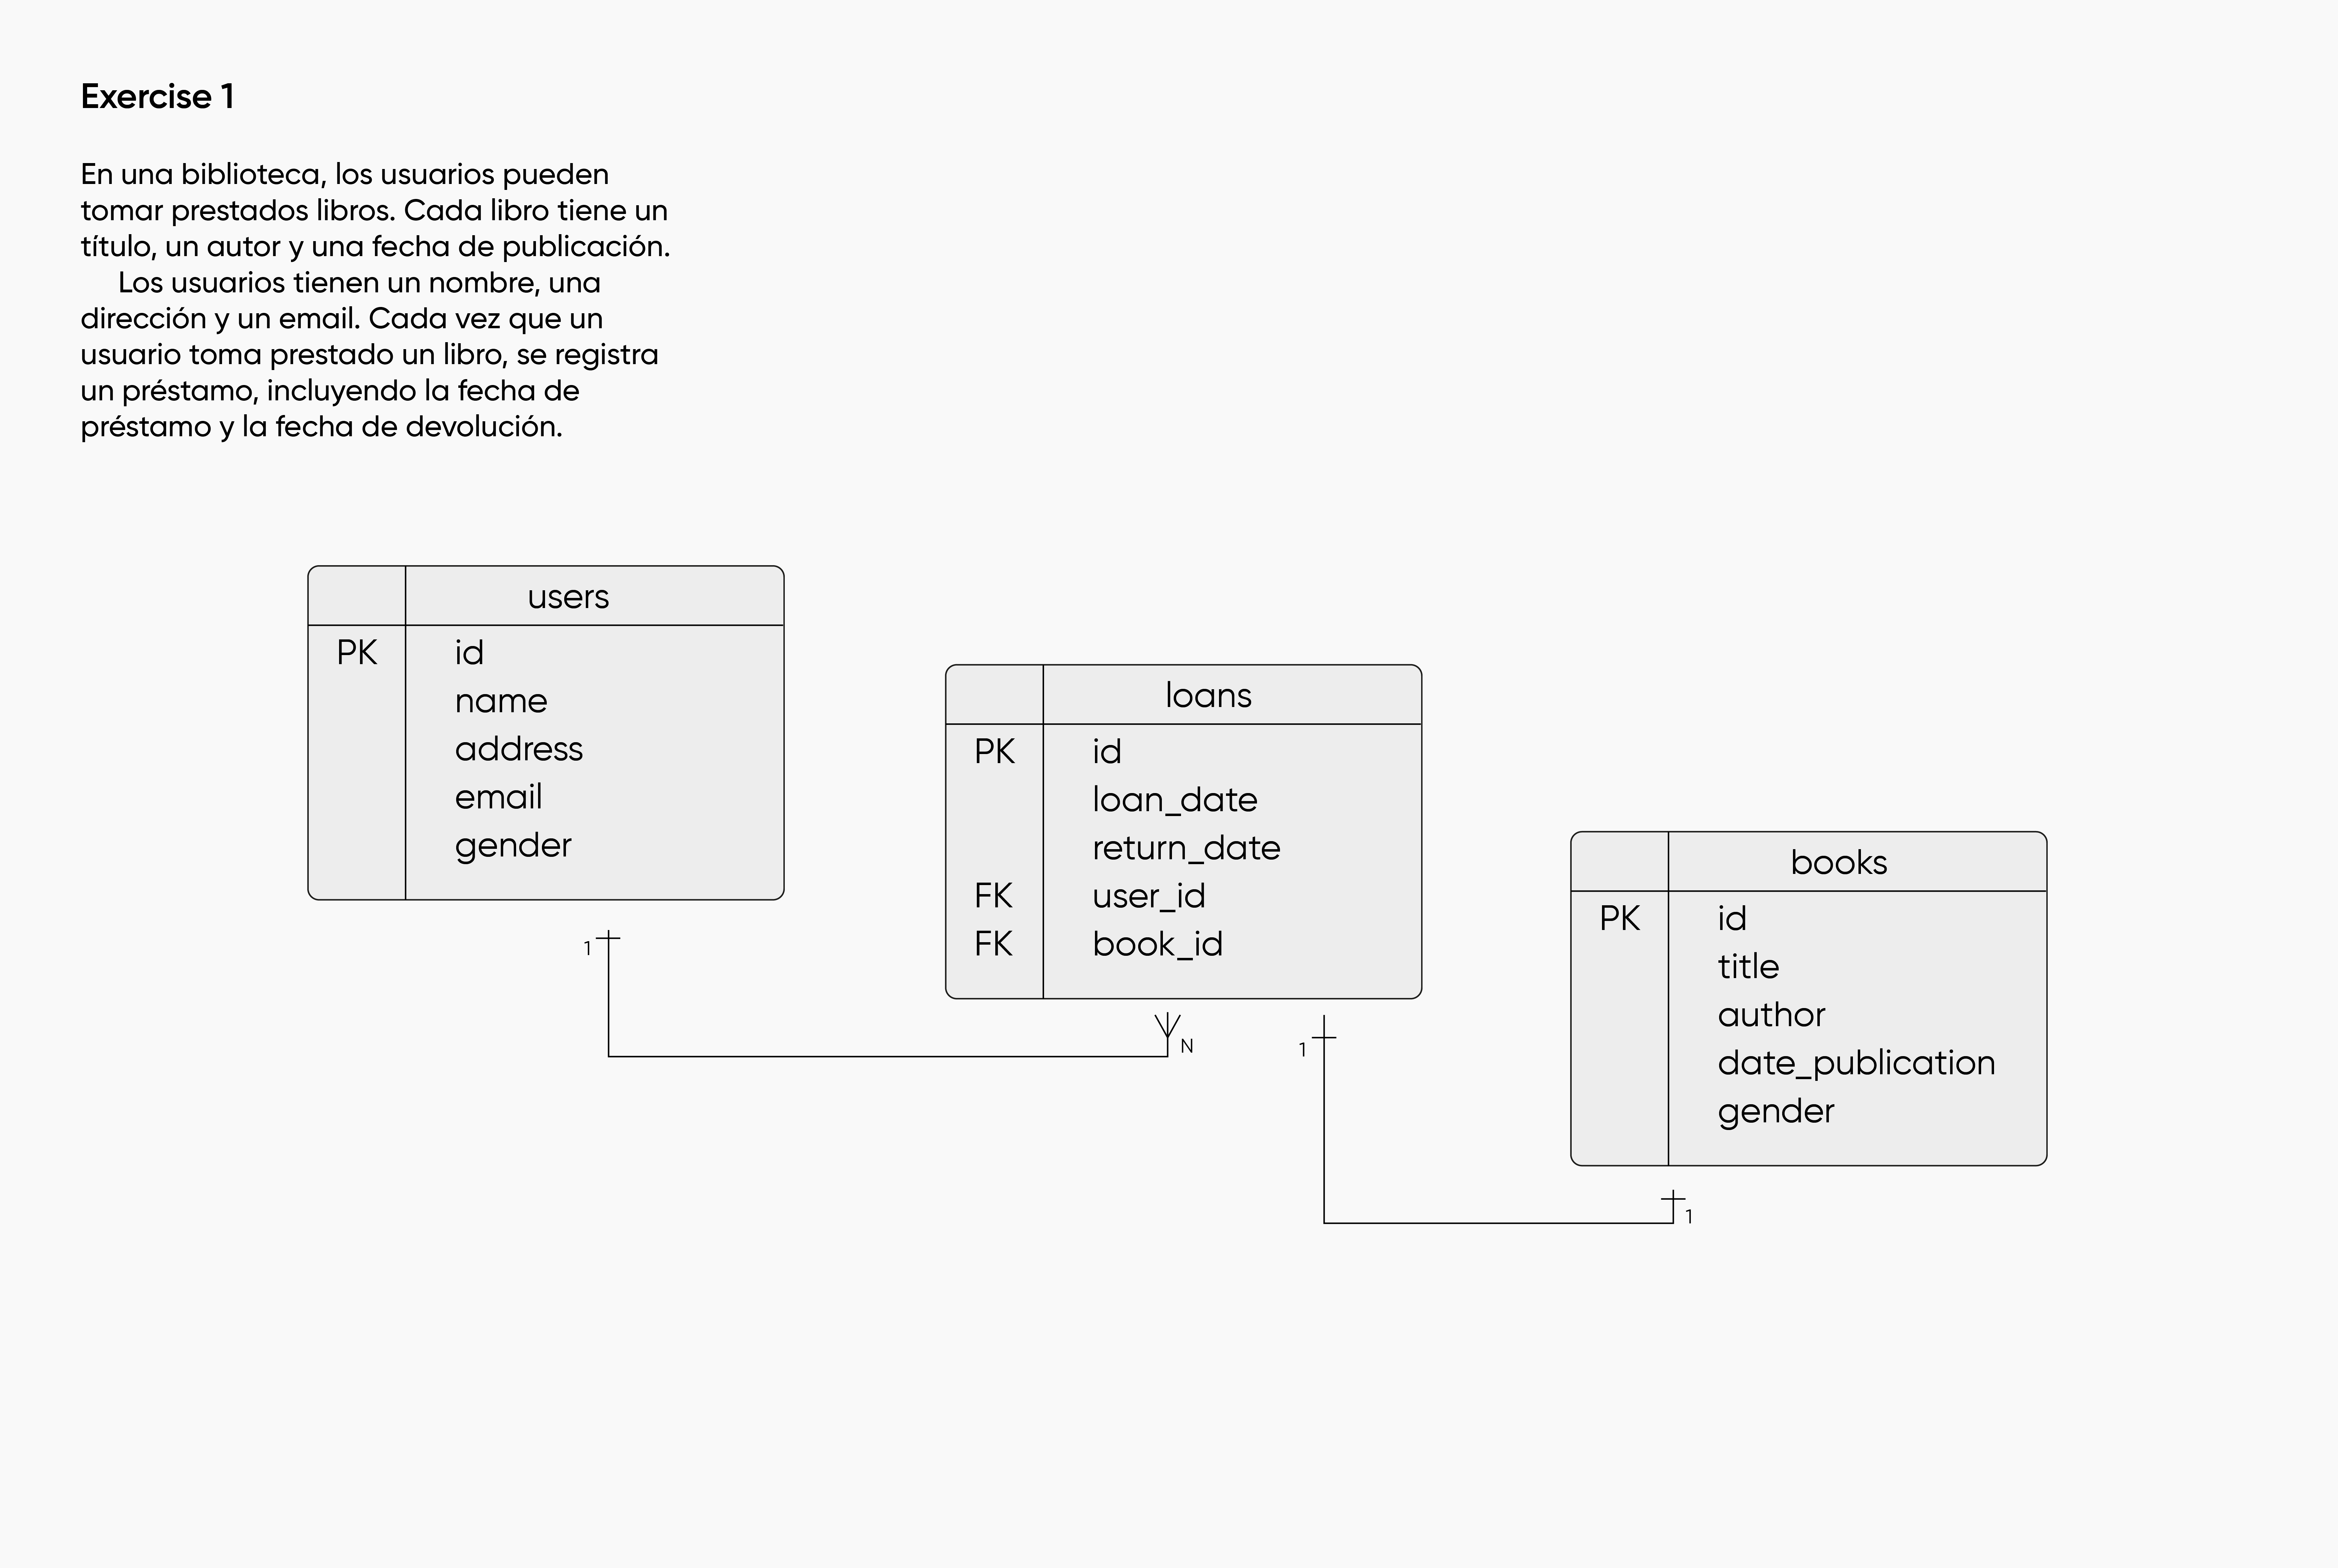 Exercise 1
En una biblioteca, los usuarios pueden
tomar prestados libros. Cada libro tiene un
título, un autor y una fecha de publicación.
Los usuarios tienen un nombre, una
dirección y un email. Cada vez que un
usuario toma prestado un libro, se registra
un préstamo, incluyendo la fecha de
préstamo y la fecha de devolución.
users
PK id
name
address
email
gender
1
loans
PK id
loan_date
return_date
FK user_id
FK book_id
N
1
books
PK id
title
author
date_publication
gender
1